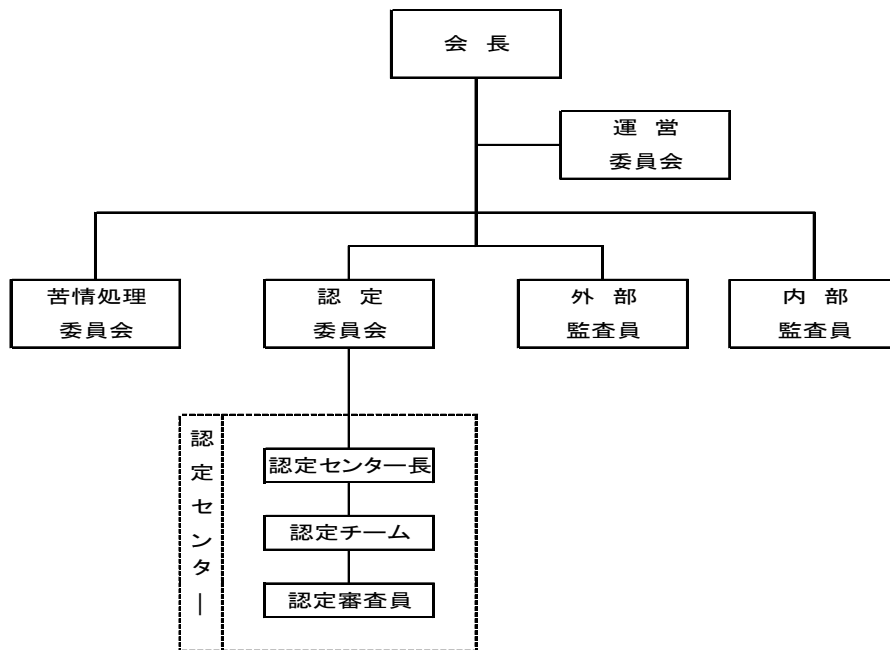 会 長
運 営
委員会
苦情処理
委員会
認 定
委員会
外 部
監査員
内 部
監査員
認定センター
認定センター長
認定チーム
認定審査員